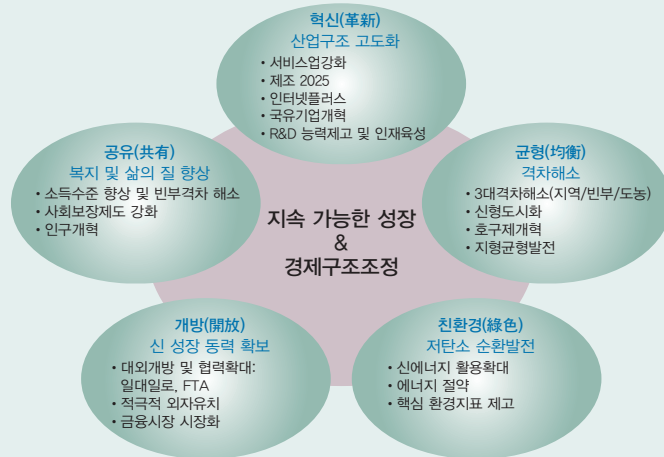 혁신(革新)
산업구조 고도화
• 서비스업강화
• 제조 2025
• 인터넷플러스
• 국유기업개혁
• R&D 능력제고 및 인재육성
공유(共有)
복지 및 삶의 질 향상
• 소득수준 향상 및 빈부격차 해소
• 사회보장제도 강화
• 인구개혁
균형(均衡)
격차해소
• 3대격차해소(지역/빈부/도농)
• 신형도시화
• 호구제개혁
• 지형균형발전
지속 가능한 성장
&
경제구조조정
개방(開放)
신 성장 동력 확보
• 대외개방 및 협력확대:
일대일로, FTA
• 적극적 외자유치
• 금융시장 시장화
친환경(綠色)
저탄소 순환발전
• 신에너지 활용확대
• 에너지 절약
• 핵심 환경지표 제고